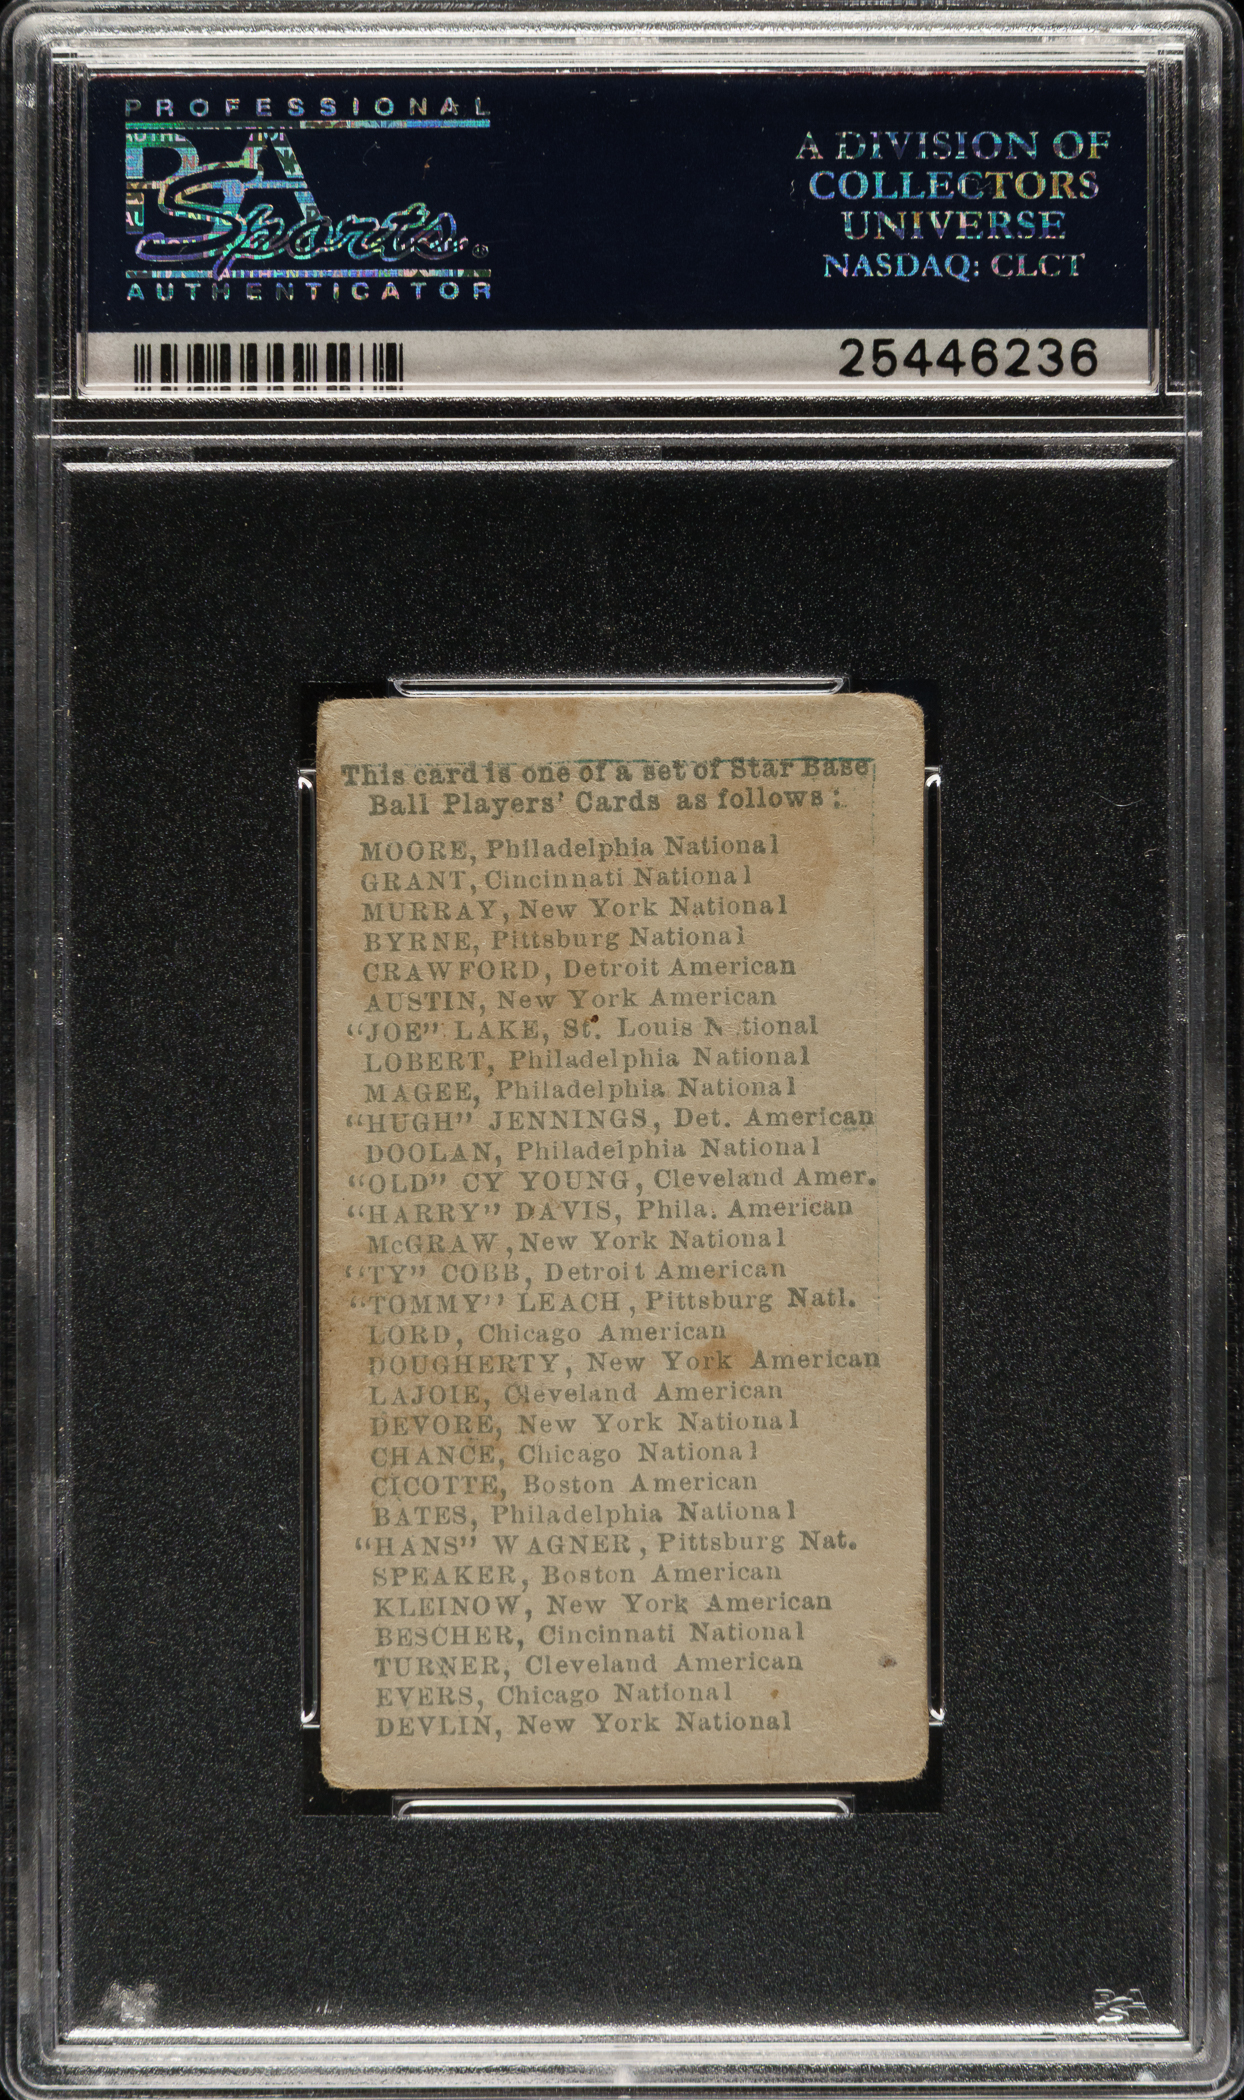 PROFESSIONAL
PSA
Sports
AUTHENTICATOR
A DIVISION OF
COLLECTORS
UNIVERSE
NASDAQ: CLCT
25446236
This card is one of a set of Star Base
Ball Players' Cards as follows:
MOORE, Philadelphia National
GRANT, Cincinnati National
MURRAY, New York National
BYRNE, Pittsburg National
CRAWFORD, Detroit American
AUSTIN, New York American
"JOE" LAKE, St. Louis N tional
LOBERT, Philadelphia National
MAGEE, Philadelphia National
"HUGH" JENNINGS, Det. American
DOOLAN, Philadelphia National
"OLD" CY YOUNG, Cleveland Amer.
"HARRY" DAVIS, Phila. American
McGRAW, New York National
"TY" COBB, Detroit American
"TOMMY" LEACH, Pittsburg Natl.
LORD, Chicago American
DOUGHERTY, New York American
LAJOIE, Cleveland American
DEVORE, New York National
CHANCE, Chicago National
CICOTTE, Boston American
BATES, Philadelphia National
"HANS" WAGNER, Pittsburg Nat.
SPEAKER, Boston American
KLEINOW, New York American
BESCHER, Cincinnati National
TURNER, Cleveland American
EVERS, Chicago National
DEVLIN, New York National
PSA